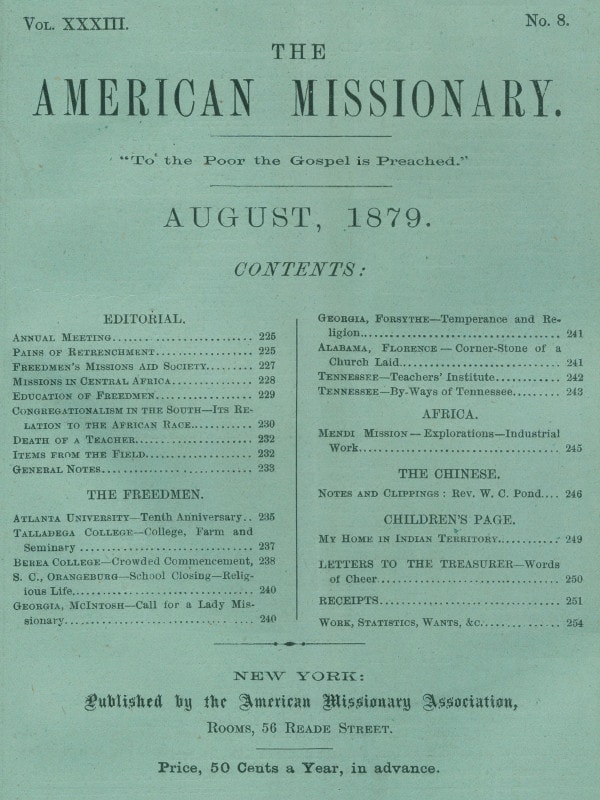 Vol. XXXIII.
No. 8.
THE
AMERICAN MISSIONARY.
"To the Poor the Gospel is Preached."
AUGUST, 1879.
CONTENTS:
EDITORIAL.
Annual Meeting............................ 225
Pains of Retrenchment.................... 225
Freedmen's Missions Aid Society.......... 227
Missions in Central Africa................ 228
Education of Freedmen.................... 229
Congregationalism in the South—Its Re-
lation to the African Race............ 230
Death of a Teacher........................ 232
Items from the Field...................... 232
General Notes............................. 233
THE FREEDMEN.
Atlanta University—Tenth Anniversary.. 235
Talladega College—College, Farm and
Seminary ................................ 237
Berea College—Crowded Commencement, 238
S. C., Orangeburg—School Closing—Relig-
ious Life................................. 240
Georgia, McIntosh—Call for a Lady Mis-
sionary................................... 240
Georgia, Forsythe—Temperance and Re-
ligion..................................... 241
Alabama, Florence — Corner-Stone of a
Church Laid.............................. 241
Tennessee—Teachers' Institute............ 242
Tennessee—By-Ways of Tennessee........ 243
AFRICA.
Mendi Mission — Explorations—Industrial
Work...................................... 245
THE CHINESE.
Notes and Clippings : Rev. W. C. Pond.... 246
CHILDREN'S PAGE.
My Home in Indian Territory............ 249
LETTERS TO THE TREASURER—Words
of Cheer.................................. 250
RECEIPTS................................... 251
Work, Statistics, Wants, &c............... 254
NEW YORK:
Published by the American Missionary Association,
Rooms, 56 Reade Street.
Price, 50 Cents a Year, in advance.